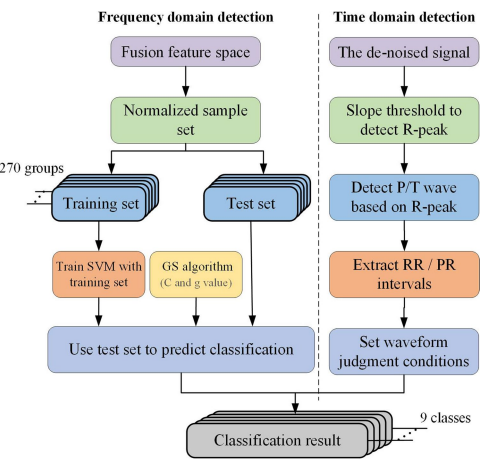 Frequency domain detection
Time domain detection
Fusion feature space
The de-noised signal
Normalized sample
set
Slope threshold to
detect R-peak
270 groups
Training set
Test set
Detect P/T wave
based on R-peak
Train SVM with
training set
GS algorithm
(C and g value)
Extract RR / PR
intervals
Use test set to predict classification
Set waveform
judgment conditions
9 classes
Classification result